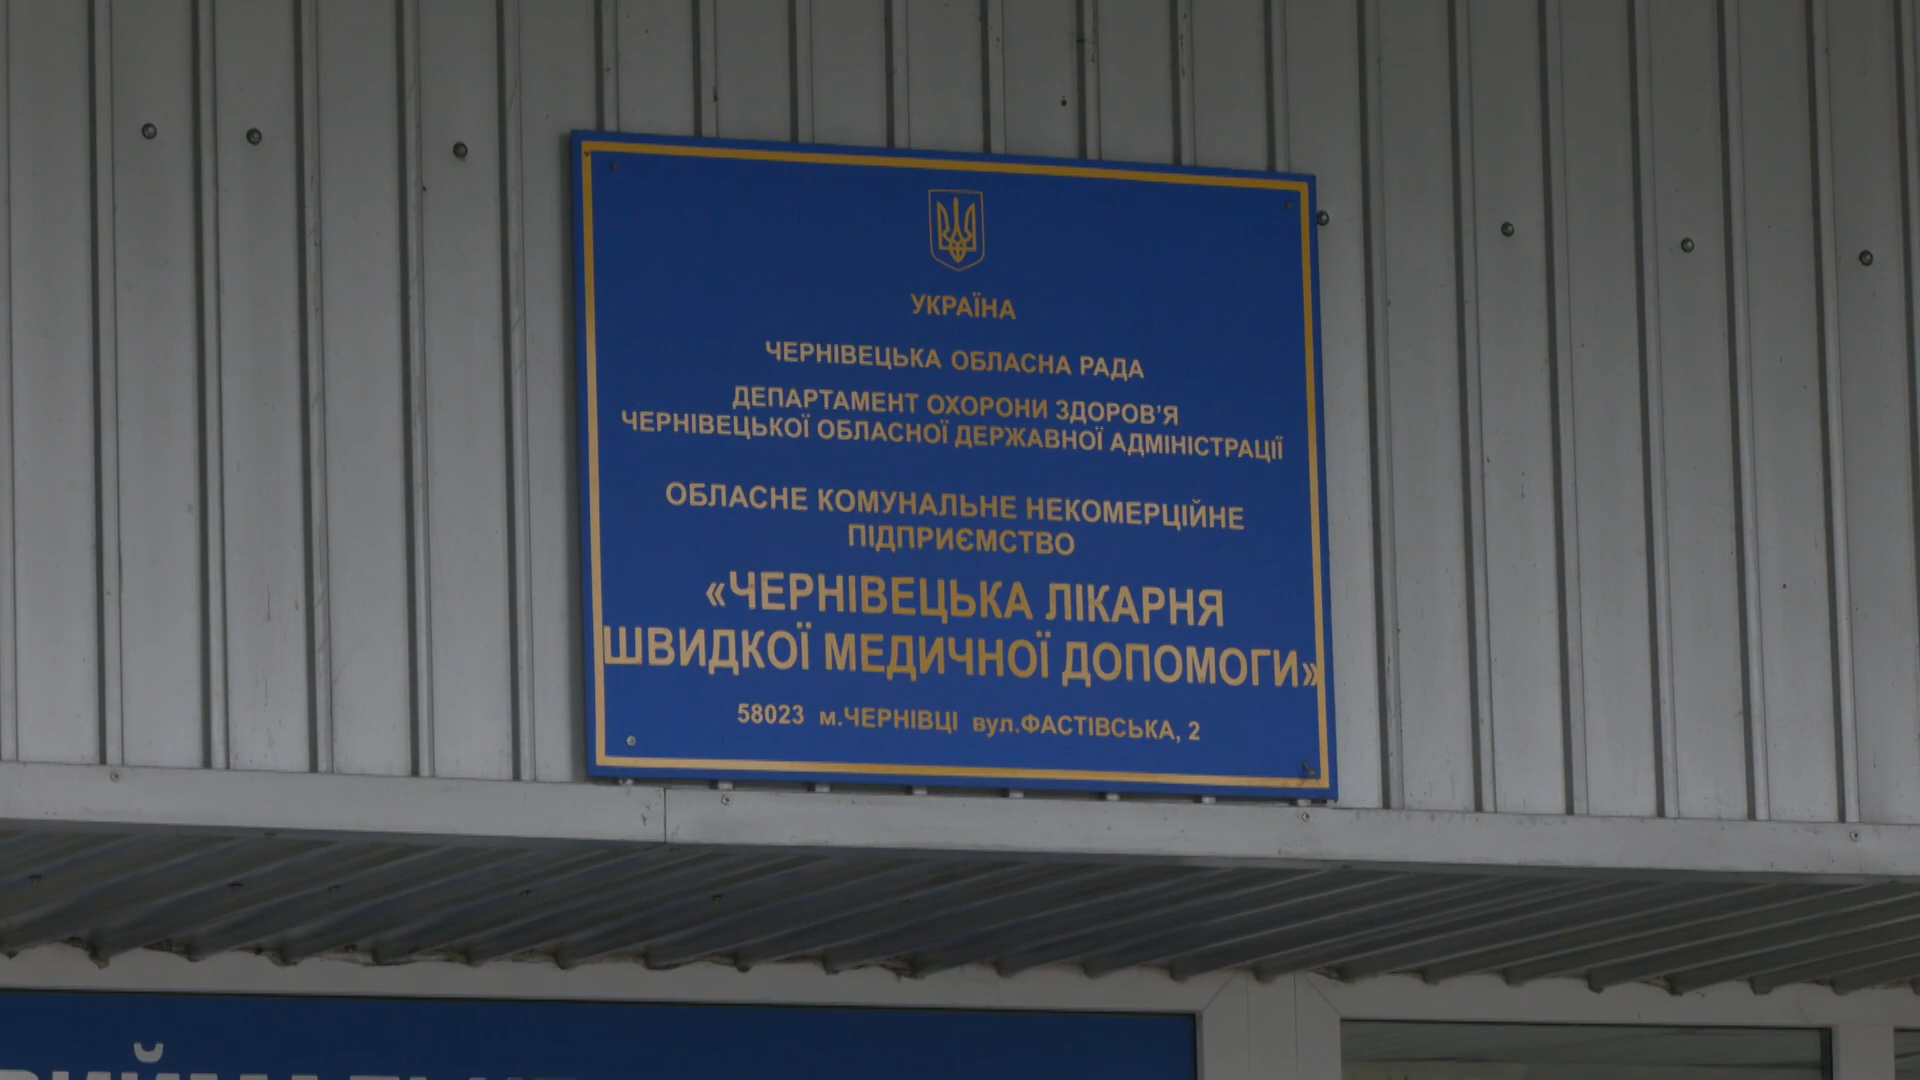 УКРАЇНА
ЧЕРНІВЕЦЬКА ОБЛАСНА РАДА
ДЕПАРТАМЕНТ ОХОРОНИ ЗДОРОВ’Я
ЧЕРНІВЕЦЬКОЇ ОБЛАСНОЇ ДЕРЖАВНОЇ АДМІНІСТРАЦІЇ
ОБЛАСНЕ КОМУНАЛЬНЕ НЕКОМЕРЦІЙНЕ
ПІДПРИЄМСТВО
«ЧЕРНІВЕЦЬКА ЛІКАРНЯ
ШВИДКОЇ МЕДИЧНОЇ ДОПОМОГИ»
58023 м.ЧЕРНІВЦІ вул.ФАСТІВСЬКА, 2